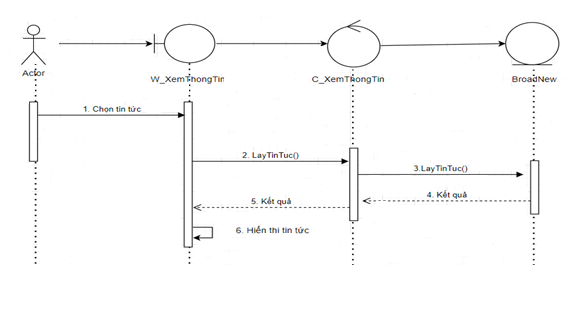 Actor
W_XemThongTin
C_XemThongTin
BroadNew
1. Chọn tin tức
2. LayTinTuc()
3.LayTinTuc()
4. Kết quả
5. Kết quả
6. Hiển thi tin tức